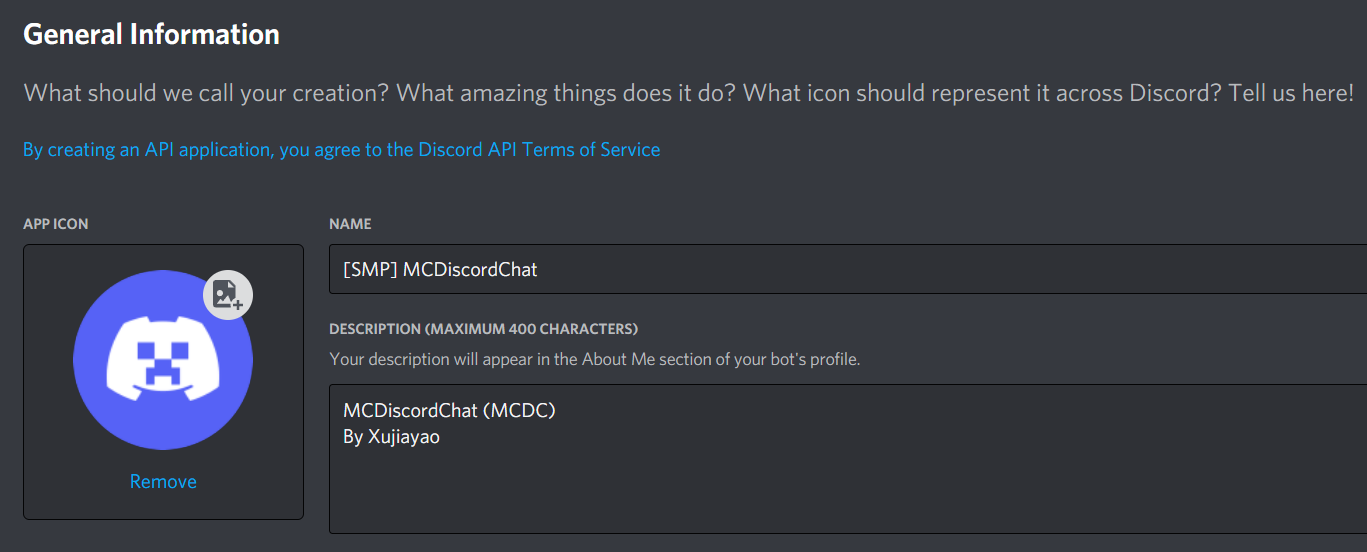 General Information
What should we call your creation? What amazing things does it do? What icon should represent it across Discord? Tell us here!
By creating an API application, you agree to the Discord API Terms of Service
APP ICON
Remove
NAME
[SMP] MCDiscordChat
DESCRIPTION (MAXIMUM 400 CHARACTERS)
Your description will appear in the About Me section of your bot's profile.
MCDiscordChat (MCDC)
By Xujiayao